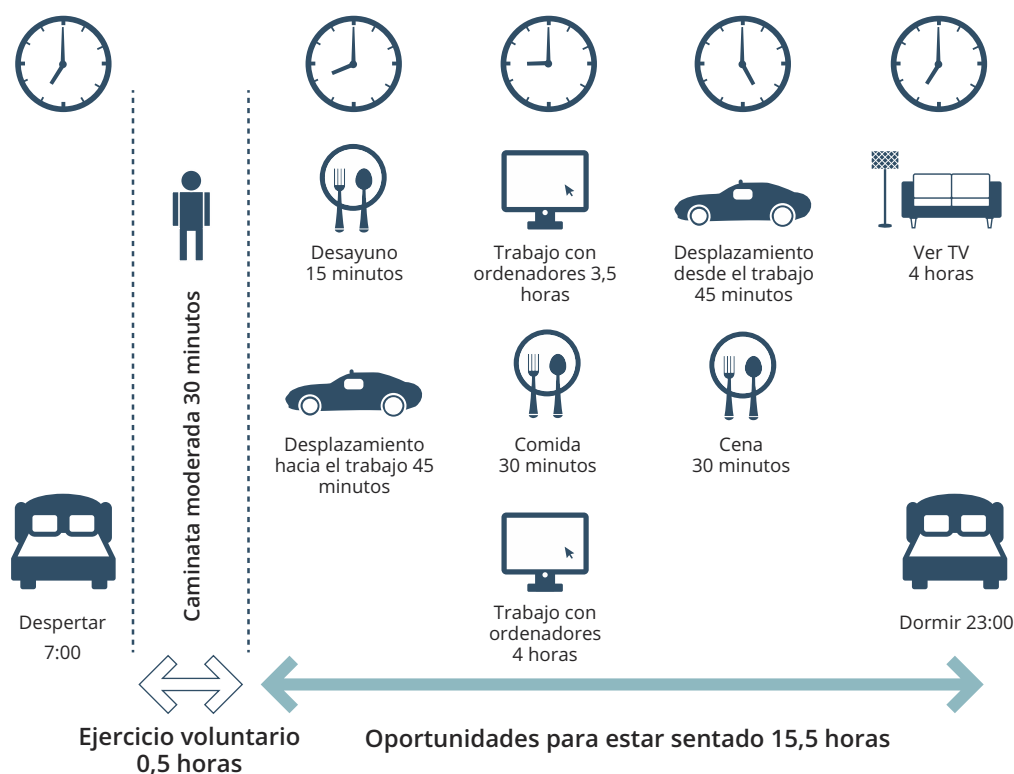 Caminata moderada 30 minutos
Desayuno
15 minutos
Trabajo con
ordenadores 3,5
horas
Desplazamiento
desde el trabajo
45 minutos
Ver TV
4 horas
Desplazamiento
hacia el trabajo 45
minutos
Comida
30 minutos
Cena
30 minutos
Despertar
7:00
Trabajo con
ordenadores
4 horas
Dormir 23:00
Ejercicio voluntario
0,5 horas
Oportunidades para estar sentado 15,5 horas